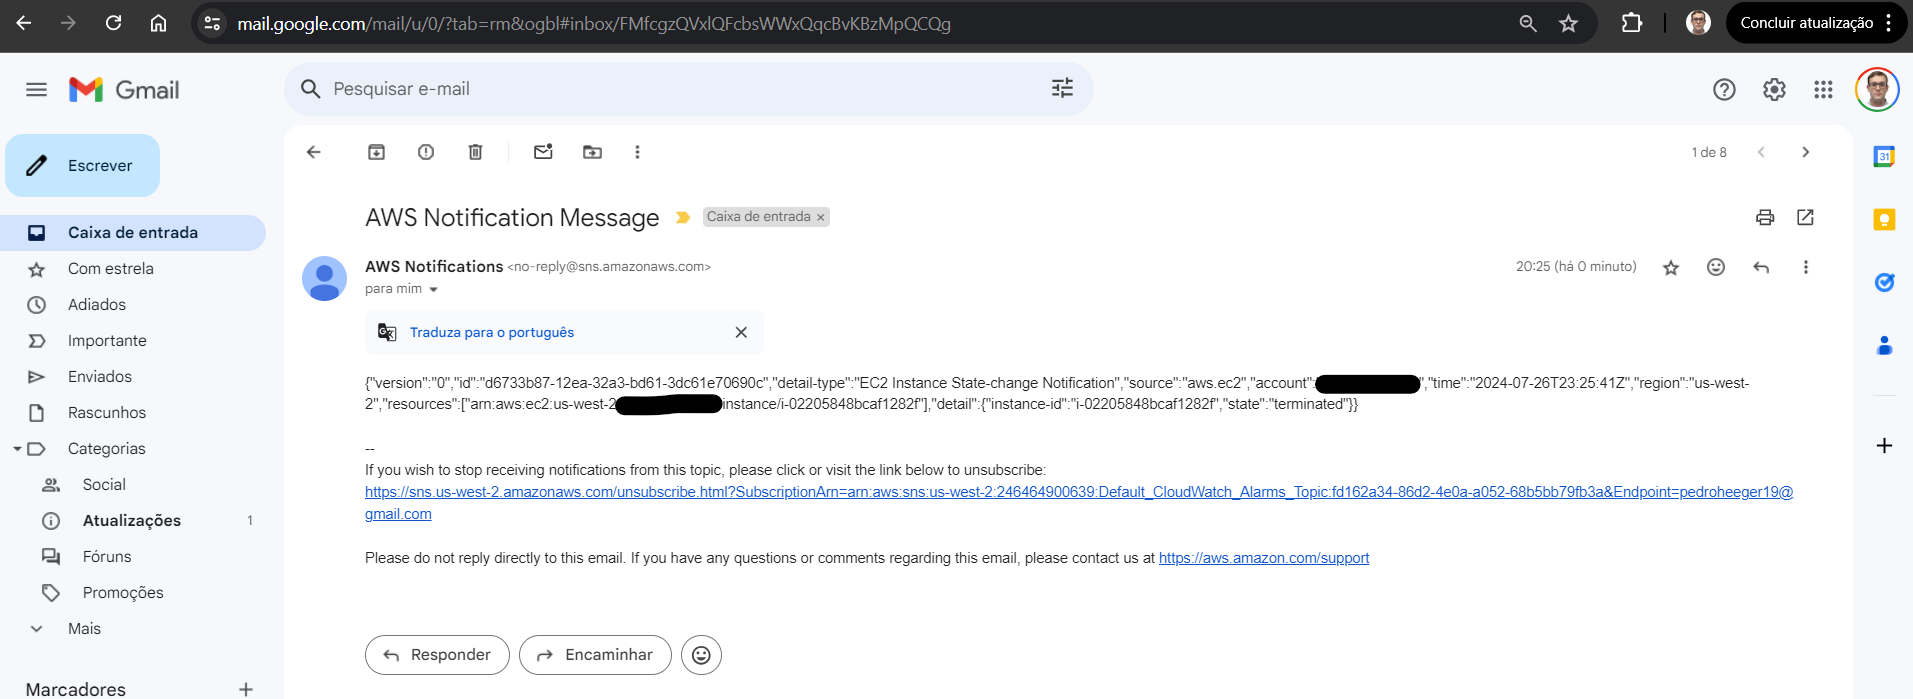 mail.google.com/mail/u/0/?tab=rm&ogbl#inbox/FMfcgzQVxlQFcbsWWxQqcBvKBzMpQCQg
Concluir atualização
Gmail
Pesquisar e-mail
Escrever
1 de 8
31
AWS Notification Message
Caixa de entrada ×
Caixa de entrada
Com estrela
Adiados
Importante
Enviados
Rascunhos
Categorias
Social
Atualizações 1
Fóruns
Promoções
Mais
Marcadores
AWS Notifications <no-reply@sns.amazonaws.com>
20:25 (há 0 minuto)
para mim
Traduza para o português
{"version":"0","id":"d6733b87-12ea-32a3-bd61-3dc61e70690c","detail-type":"EC2 Instance State-change Notification","source":"aws.ec2","account": ","time":"2024-07-26T23:25:41Z","region":"us-west-
2","resources":["arn:aws:ec2:us-west-2 instance/i-02205848bcaf1282f"],"detail":{"instance-id":"i-02205848bcaf1282f","state":"terminated"}}
--
If you wish to stop receiving notifications from this topic, please click or visit the link below to unsubscribe:
https://sns.us-west-2.amazonaws.com/unsubscribe.html?SubscriptionArn=arn:aws:sns:us-west-2:246464900639:Default_CloudWatch_Alarms_Topic:fd162a34-86d2-4e0a-a052-68b5bb79fb3a&Endpoint=pedroheeger19@
gmail.com
Please do not reply directly to this email. If you have any questions or comments regarding this email, please contact us at https://aws.amazon.com/support
Responder
Encaminhar